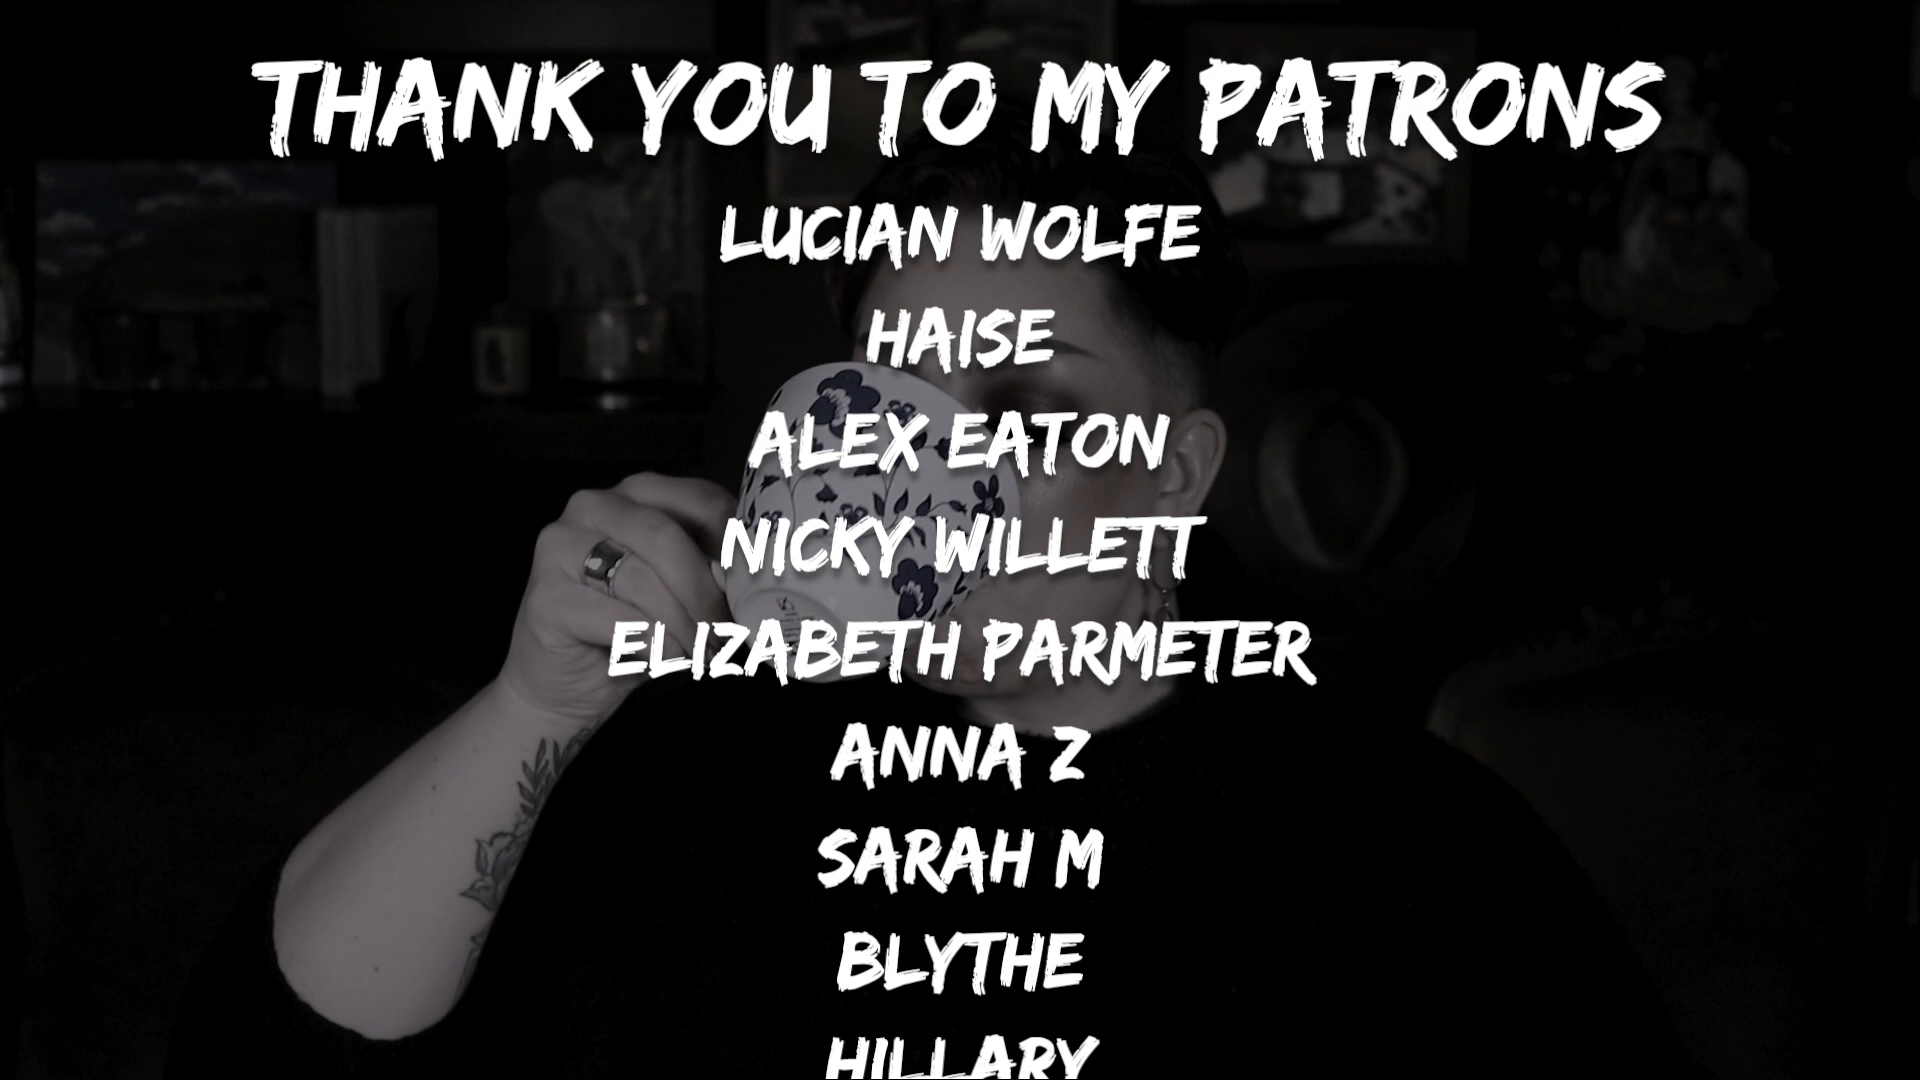 THANK YOU TO MY PATRONS
LUCIAN WOLFE
HAISE
ALEX EATON
NICKY WILLETT
ELIZABETH PARMETER
ANNA Z
SARAH M
BLYTHE
HILLARY